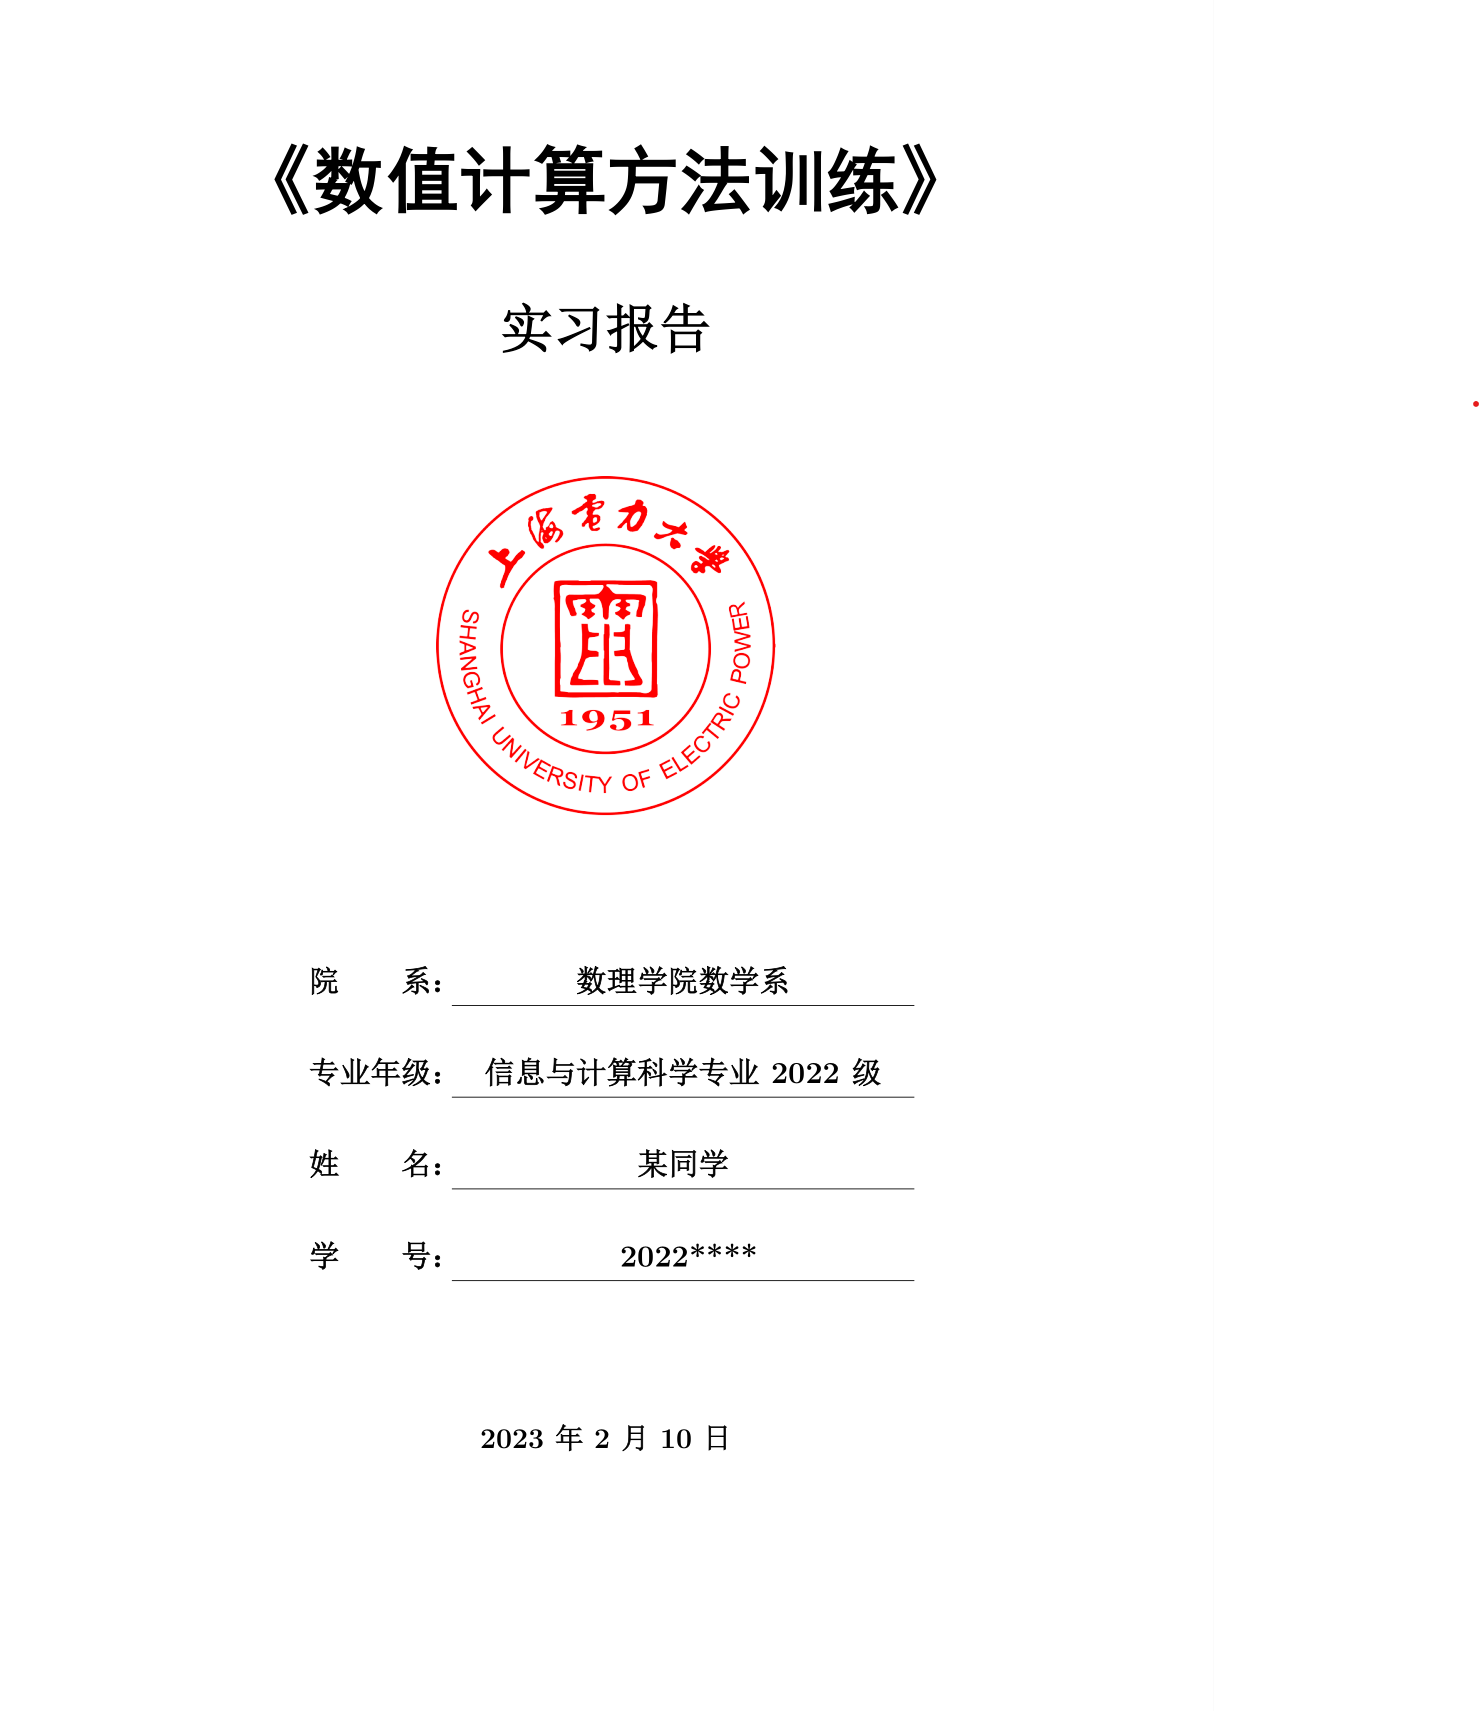 《数值计算方法训练》
实习报告
上海電力大学
SHANGHAI UNIVERSITY OF ELECTRIC POWER
1951
院 系： 数理学院数学系
专业年级： 信息与计算科学专业 2022 级
姓 名： 某同学
学 号： 2022****
2023 年 2 月 10 日